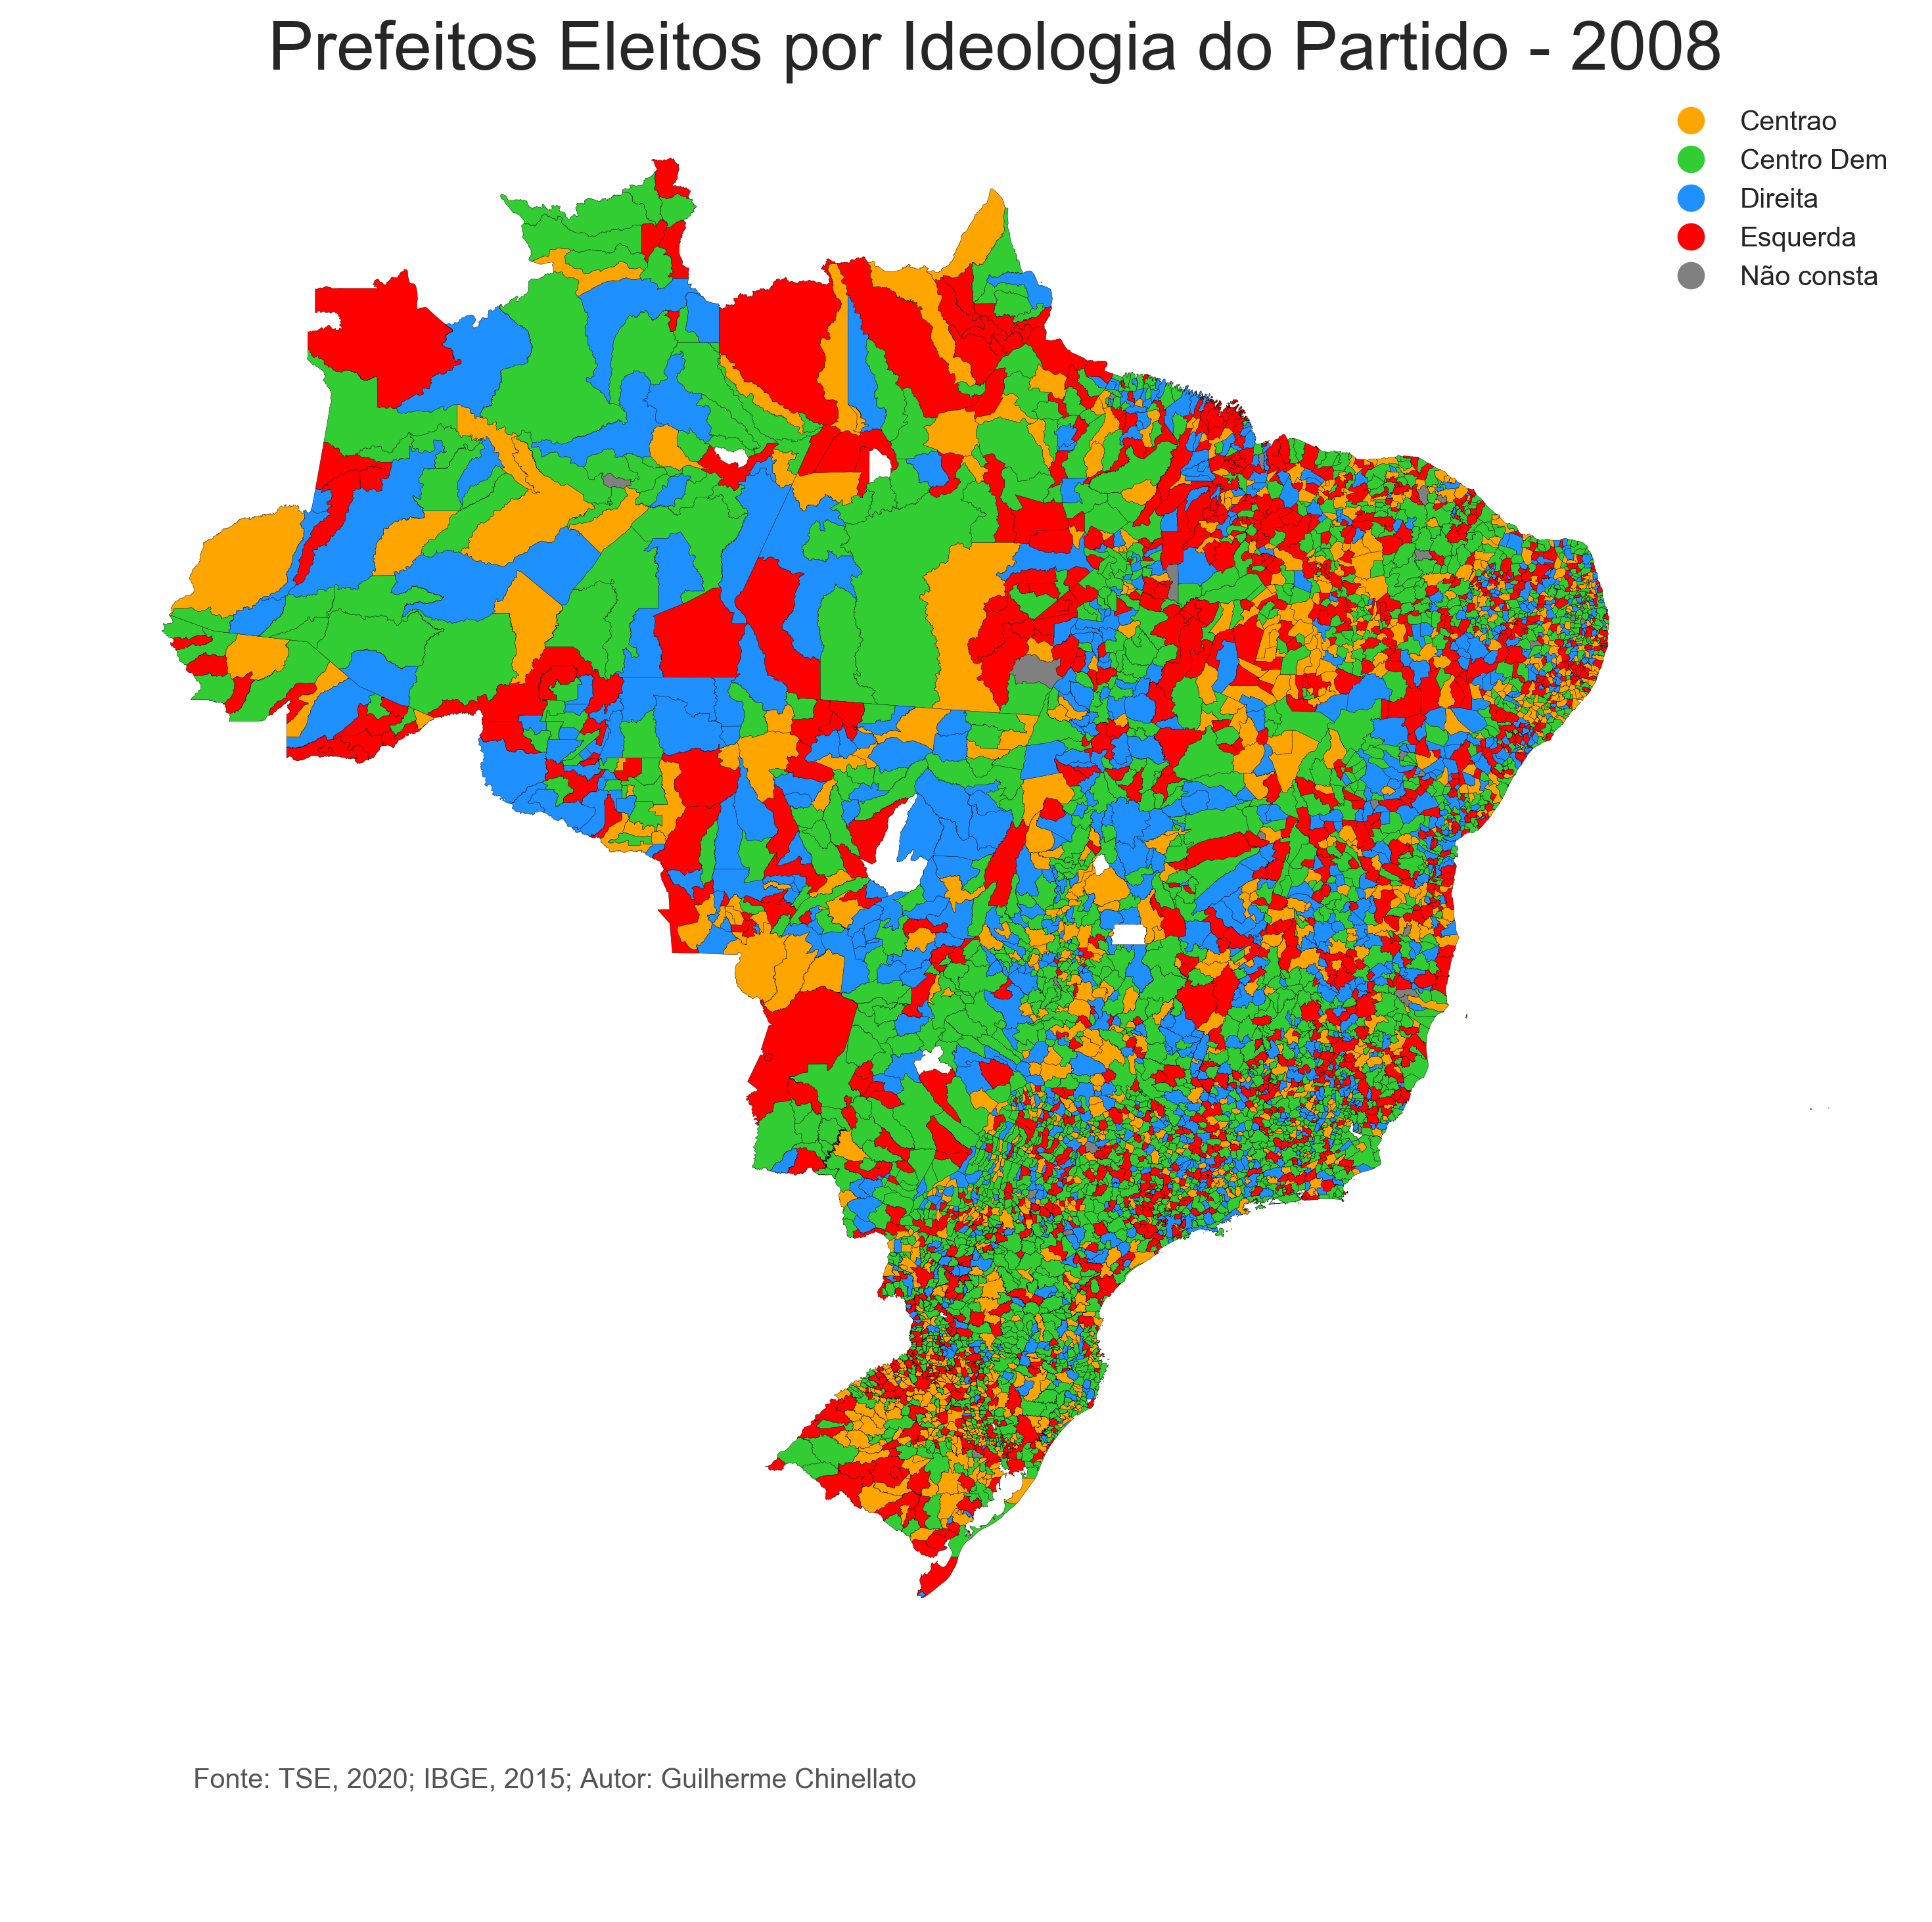 Prefeitos Eleitos por Ideologia do Partido - 2008
Centrao
Centro Dem
Direita
Esquerda
Não consta
Fonte: TSE, 2020; IBGE, 2015; Autor: Guilherme Chinellato